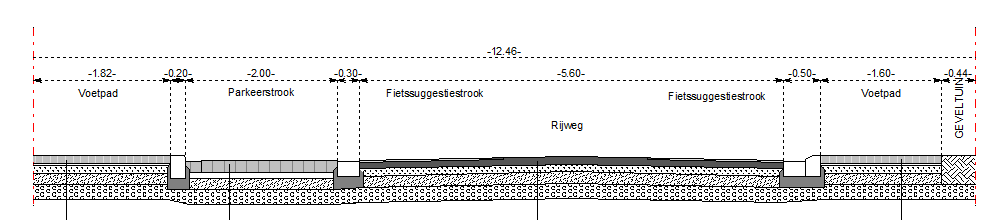 -12.46-
-1.82- -0.20- -2.00- -0.30- -5.60- -0.50- -1.60- -0.44-
Voetpad Parkeerstrook Fietssuggestiestrook Fietssuggestiestrook Voetpad
GEVELTUIN
Rijweg